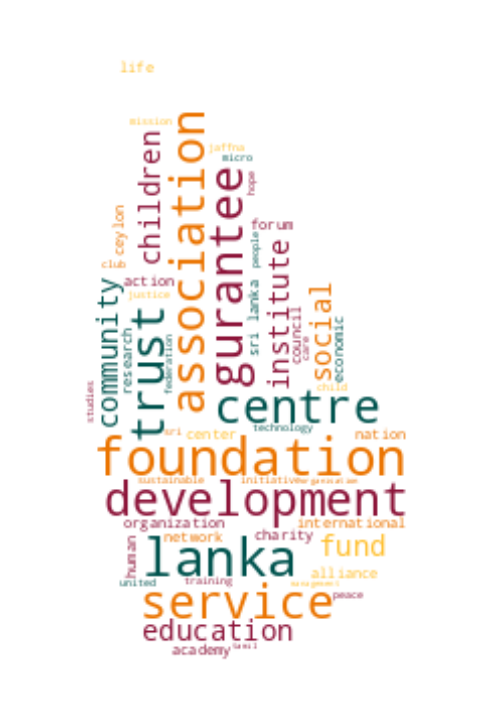 life
mission
association
children
jaffna
micro
gurantee
hope
ceylon
forum
people
institute
club
action
community
justice
sri lanka
social
council
trust
economic
research
federation
care
studies
child
centre
technology
sri
center
nation
foundation
sustainable
initiative
organisation
development
organization
international
network
charity
human
lanka
fund
alliance
united
training
management
service
peace
education
academy
tamil